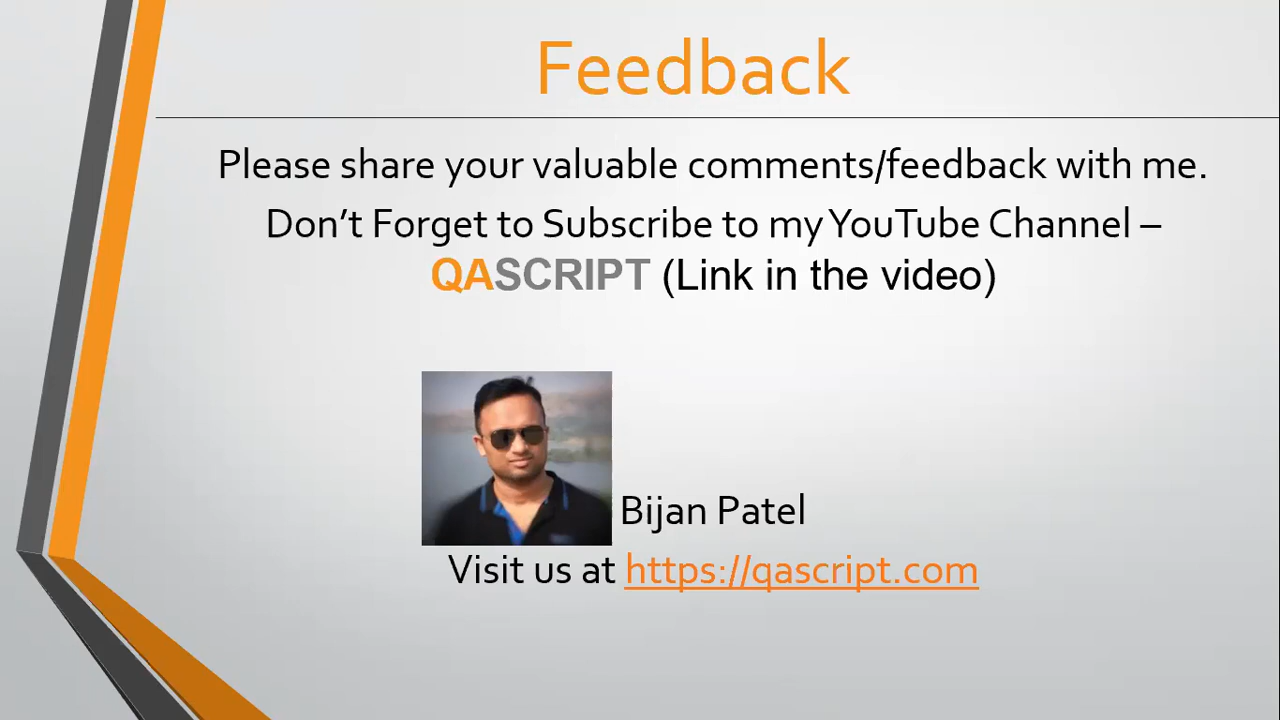 Feedback
Please share your valuable comments/feedback with me.
Don’t Forget to Subscribe to my YouTube Channel –
QASCRIPT (Link in the video)
Bijan Patel
Visit us at https://qascript.com